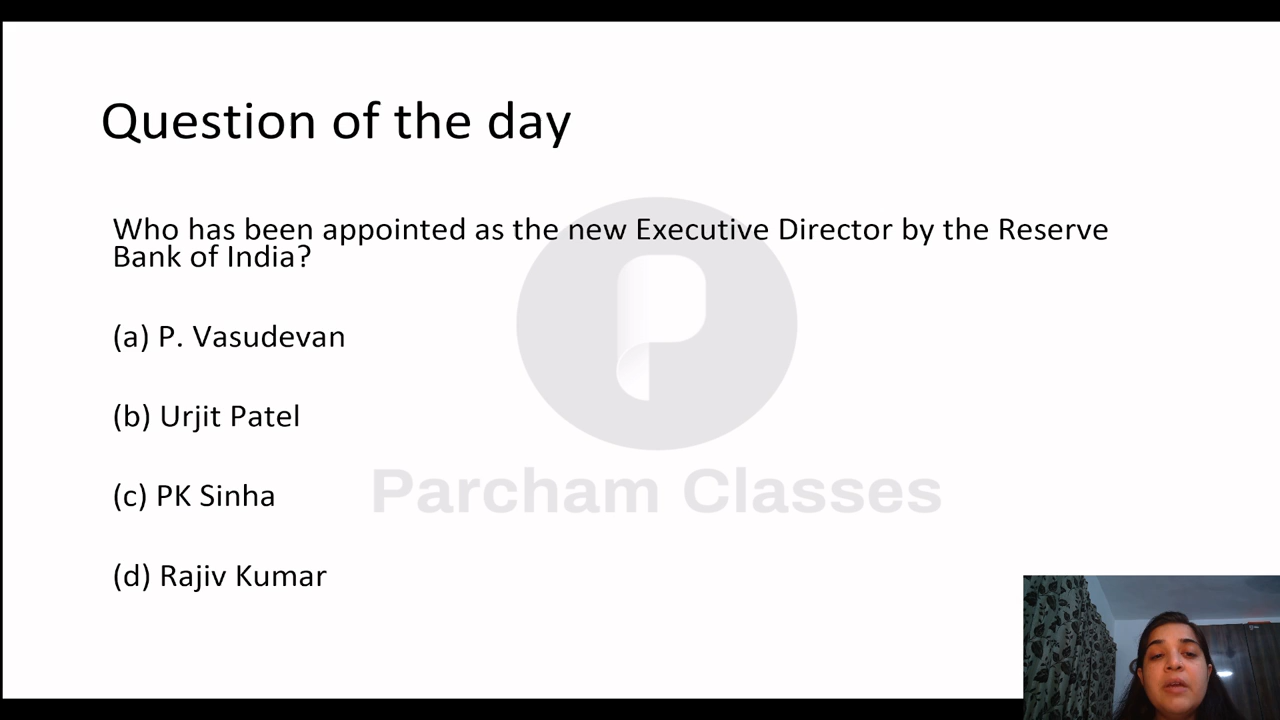 Question of the day
Who has been appointed as the new Executive Director by the Reserve
Bank of India?
(a) P. Vasudevan
(b) Urjit Patel
(c) PK Sinha
Parcham Classes
(d) Rajiv Kumar